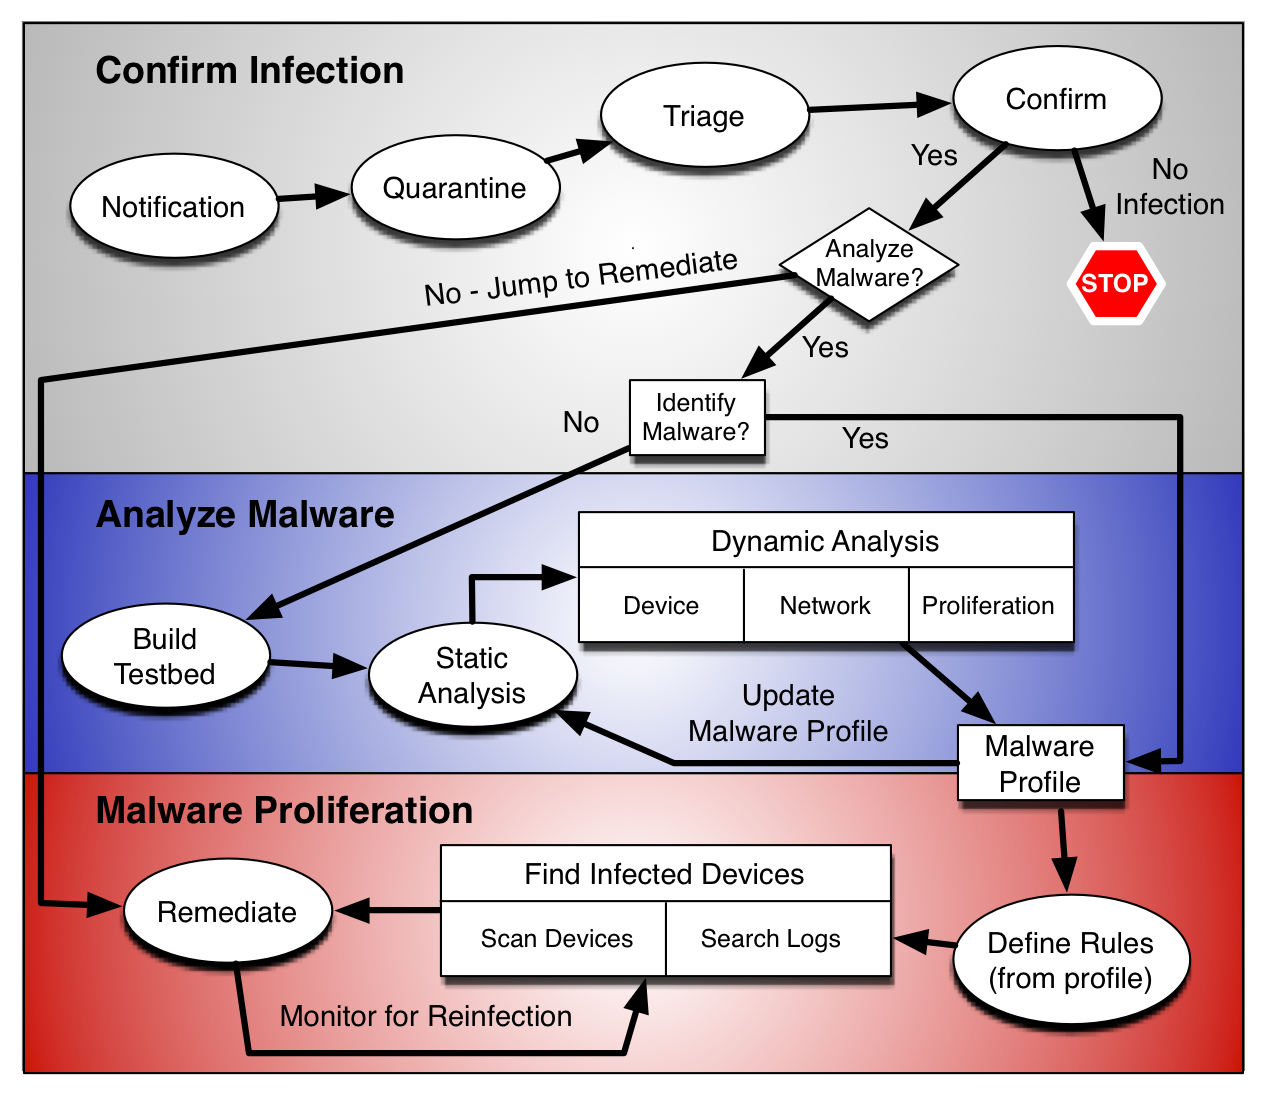 Confirm Infection
Notification
Quarantine
Triage
Confirm
Yes
No
Infection
STOP
Analyze
Malware?
No - Jump to Remediate
Yes
Identify
Malware?
No
Yes
Analyze Malware
Dynamic Analysis
Device
Network
Proliferation
Build
Testbed
Static
Analysis
Update
Malware Profile
Malware
Profile
Malware Proliferation
Find Infected Devices
Scan Devices
Search Logs
Remediate
Define Rules
(from profile)
Monitor for Reinfection